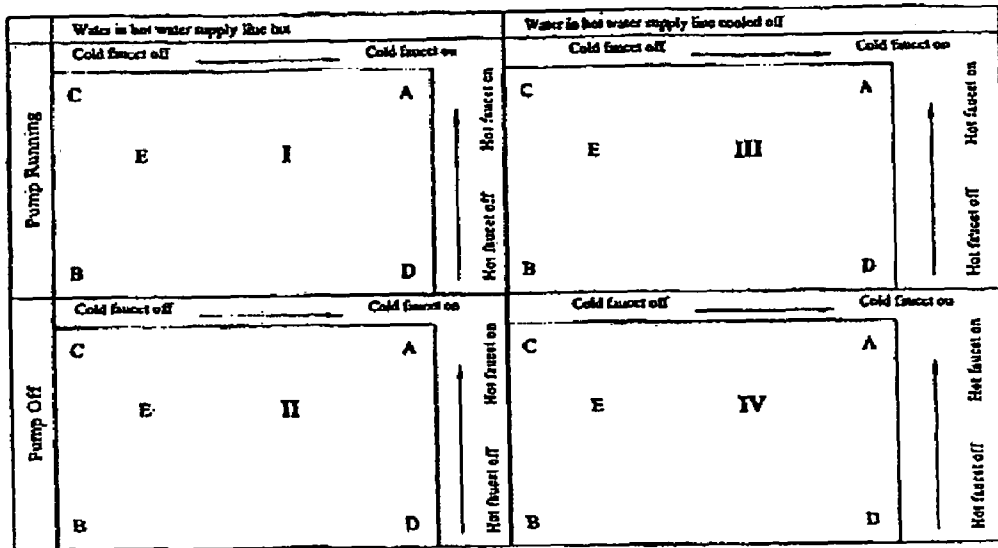 Water in hot water supply line hot
Water in hot water supply line cooled off
Cold faucet off
Cold faucet on
Cold faucet off
Cold faucet on
Pump Running
C
A
E
I
B
D
Hot faucet off
Hot faucet on
C
A
E
III
B
D
Hot faucet off
Hot faucet on
Cold faucet off
Cold faucet on
Cold faucet off
Cold faucet on
Pump Off
C
A
E
II
B
D
Hot faucet off
Hot faucet on
C
A
E
IV
B
D
Hot faucet off
Hot faucet on